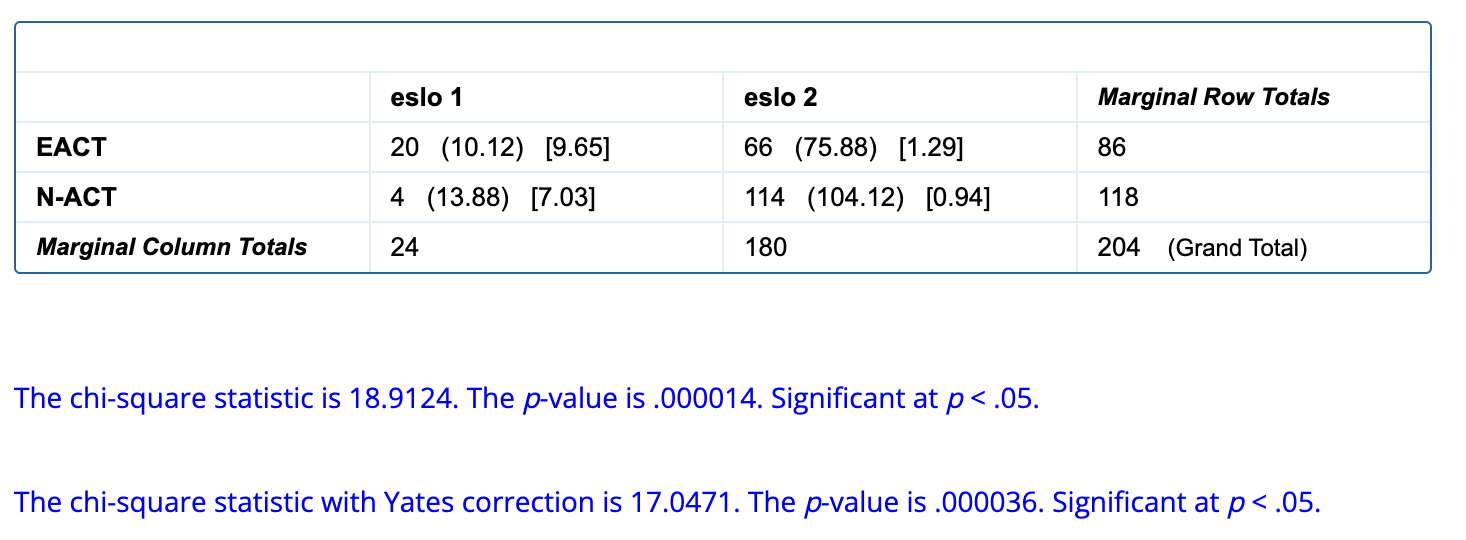 eslo 1 eslo 2 Marginal Row Totals
EACT 20 (10.12) [9.65] 66 (75.88) [1.29] 86
N-ACT 4 (13.88) [7.03] 114 (104.12) [0.94] 118
Marginal Column Totals 24 180 204 (Grand Total)
The chi-square statistic is 18.9124. The p-value is .000014. Significant at p < .05.
The chi-square statistic with Yates correction is 17.0471. The p-value is .000036. Significant at p < .05.